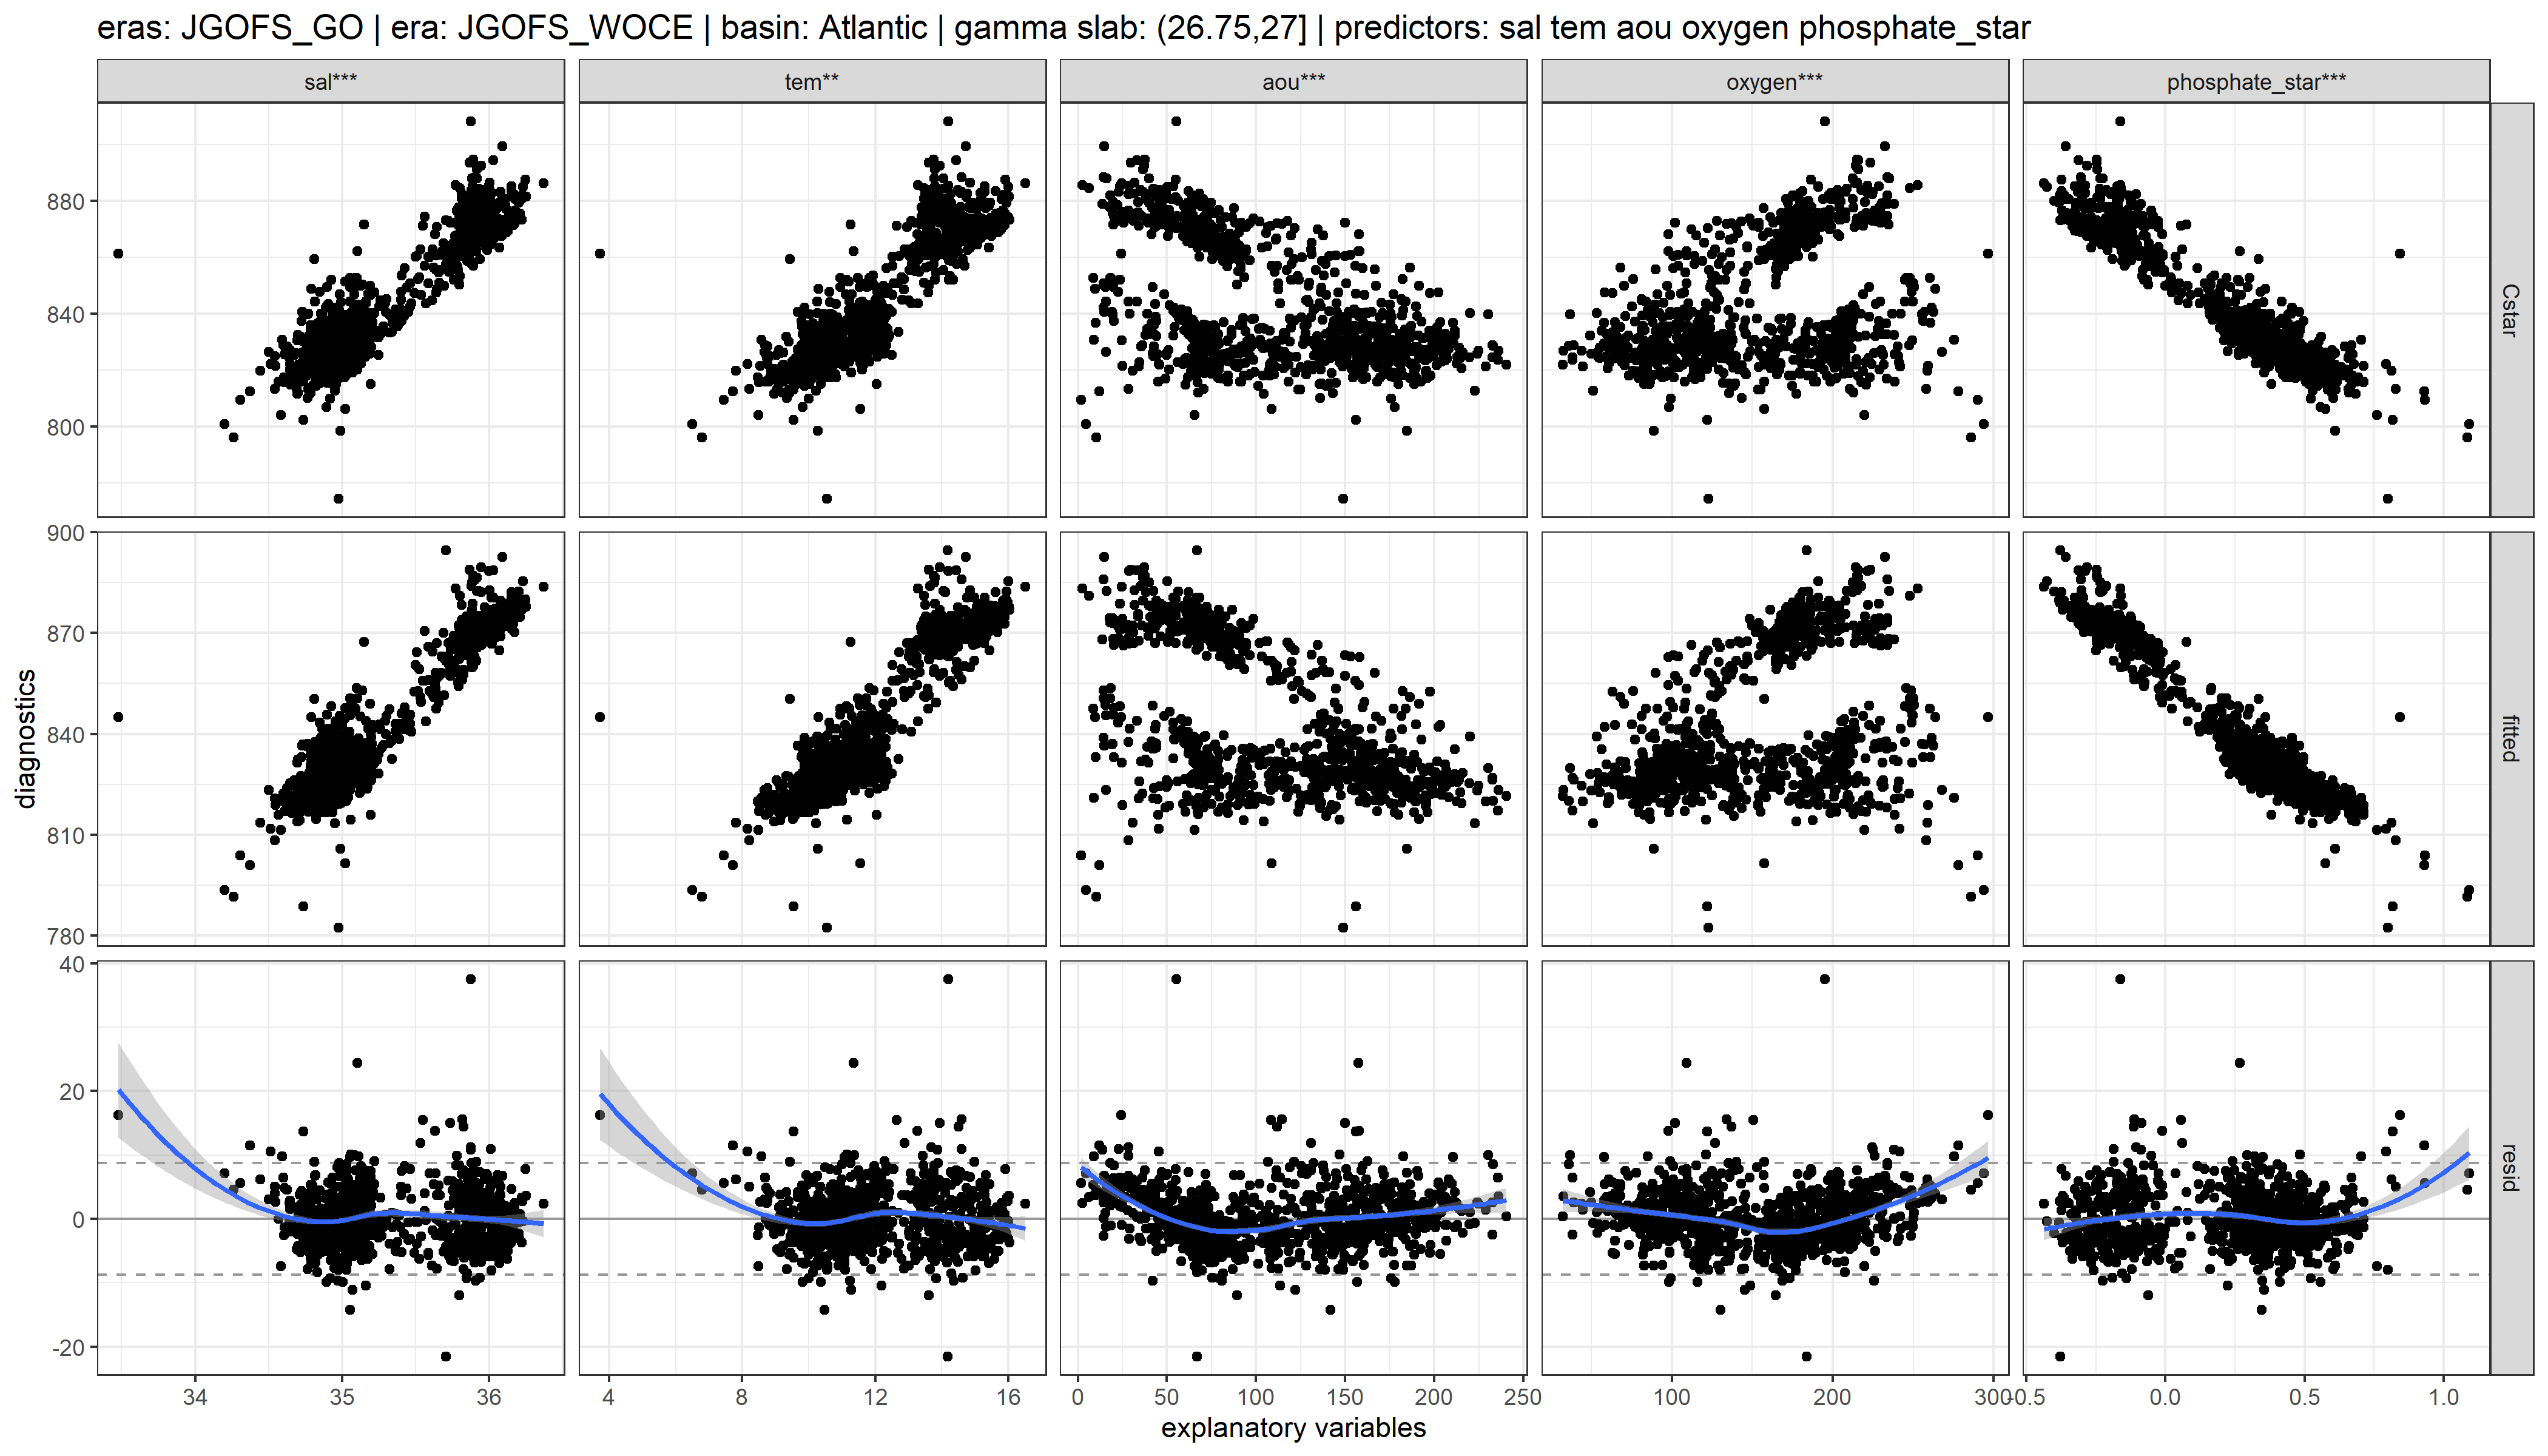 eras: JGOFS_GO | era: JGOFS_WOCE | basin: Atlantic | gamma slab: (26.75,27] | predictors: sal tem aou oxygen phosphate_star
sal*** tem** aou*** oxygen*** phosphate_star***
880
840
800
Cstar
900
870
840
810
780
fitted
diagnostics
40
20
0
-20
resid
34 35 36 4 8 12 16 0 50 100 150 200 250 100 200 300 -0.5 0.0 0.5 1.0
explanatory variables